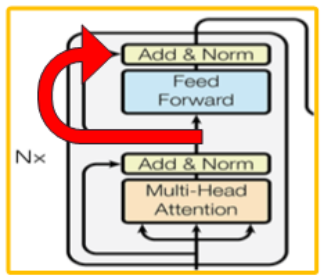 Add & Norm
Feed
Forward
Nx
Add & Norm
Multi-Head
Attention